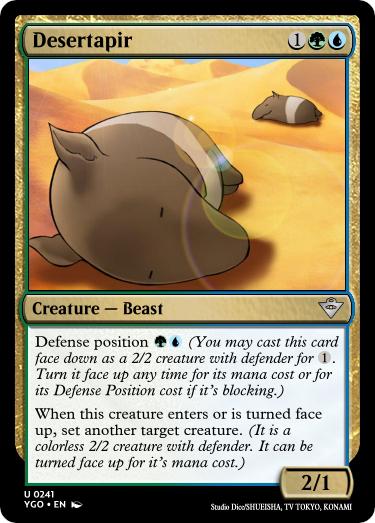 Desertapir 1
Creature — Beast
Defense position (You may cast this card
face down as a 2/2 creature with defender for 1.
Turn it face up any time for its mana cost or for
its Defense Position cost if it's blocking.)
When this creature enters or is turned face
up, set another target creature. (It is a
colorless 2/2 creature with defender. It can be
turned face up for it's mana cost.)
2/1
U 0241
YGO • EN
Studio Dice/SHUEISHA, TV TOKYO, KONAMI